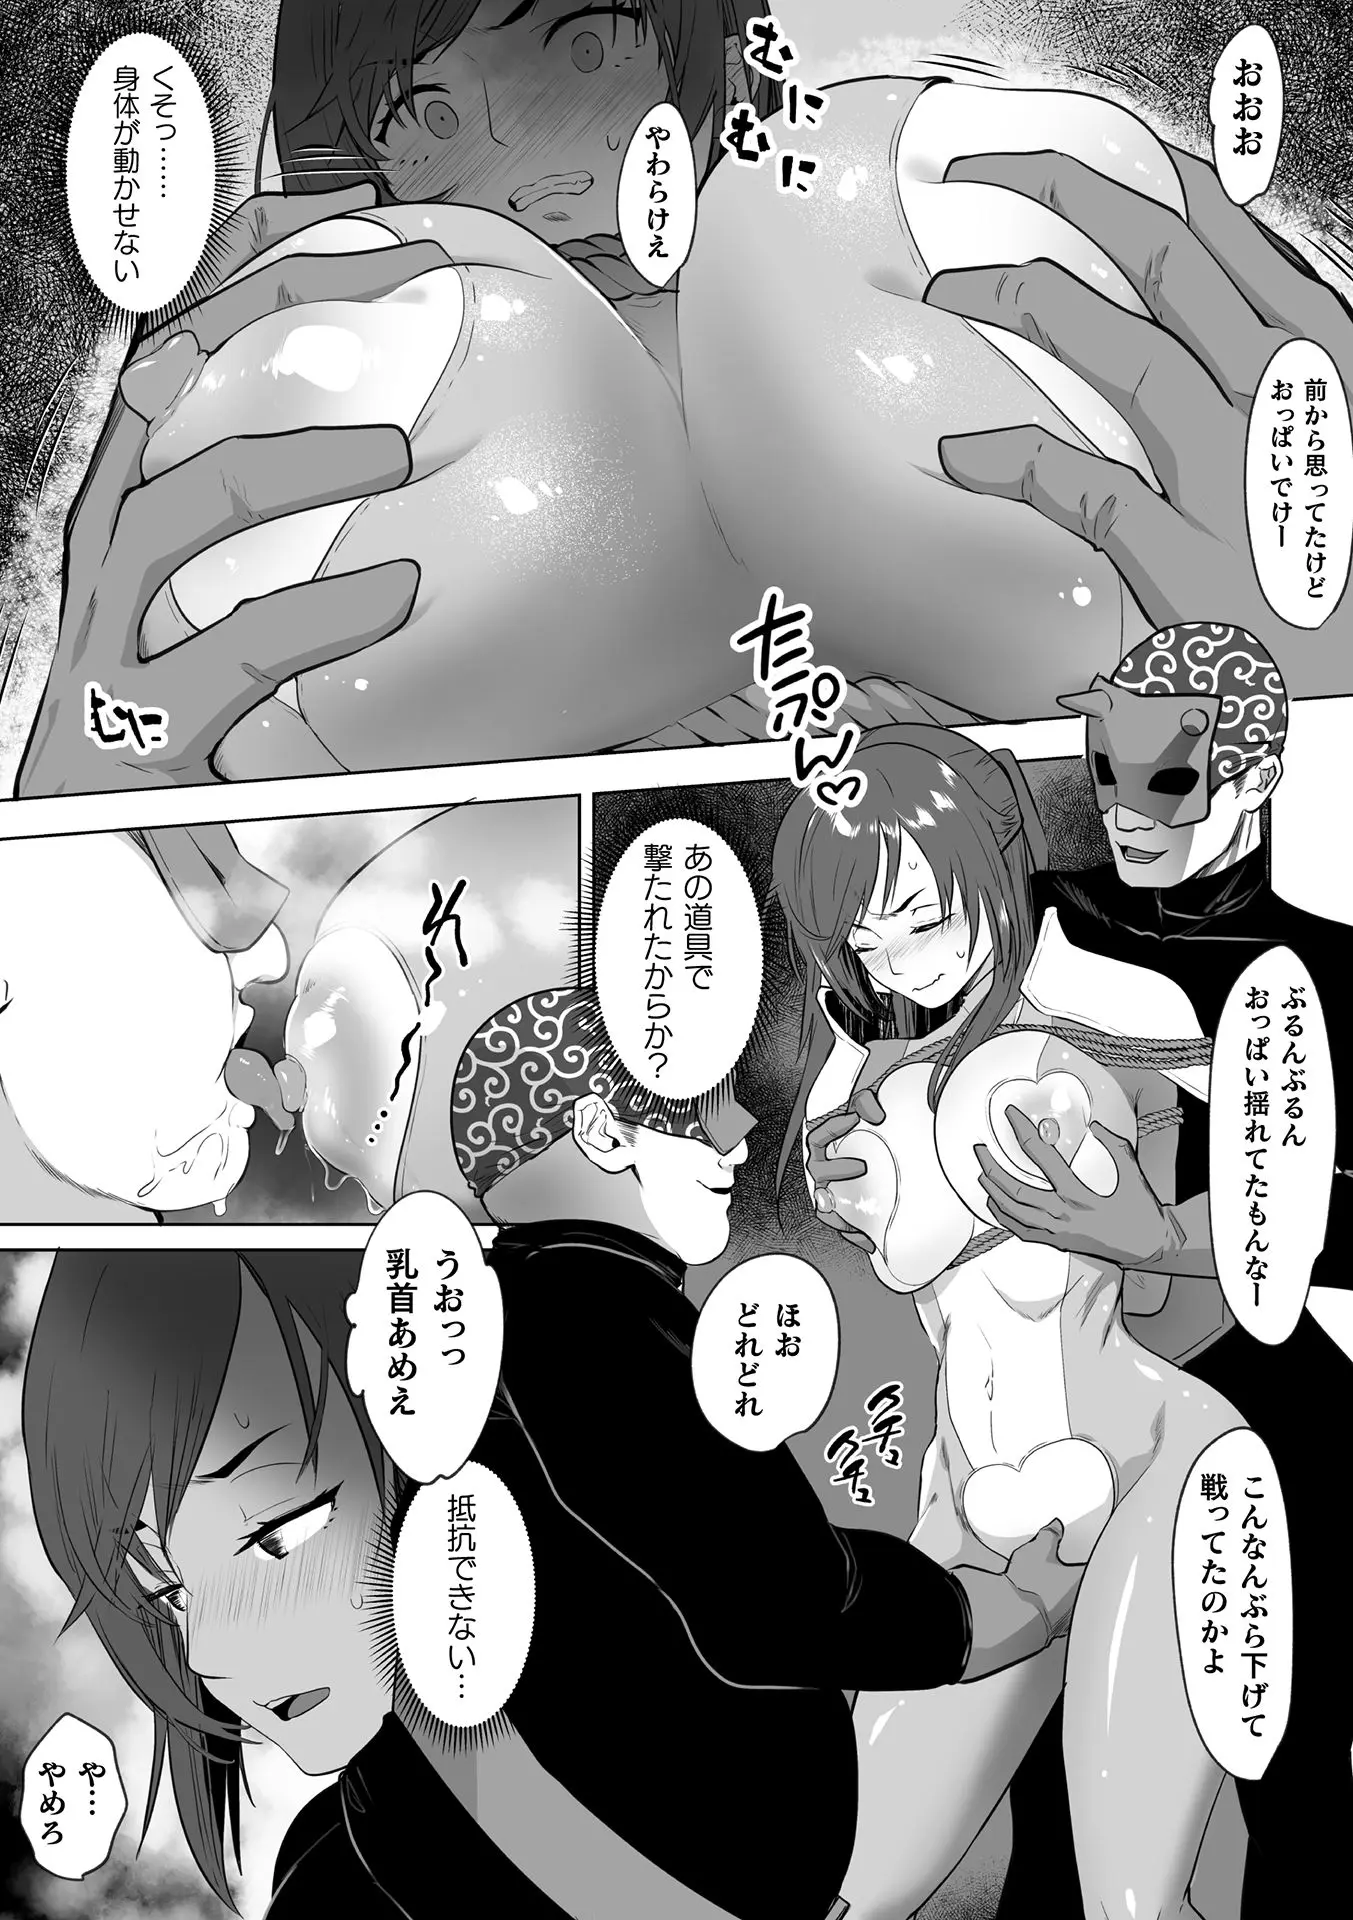 おおお
むにむに
やわらけえ
くそっ……
身体が動かせない
前から思ってたけど
おっぱいでけー
むに
たぷん♡
ぶるんぶるん
おっぱい揺れてたもんなー
あの道具で
撃たれたからか？
れ
…
こんなんぶら下げて
戦ってたのかよ
ほお
どれどれ
スケスケ
うおっっ
乳首あめえ
抵抗できない…
や…
やめろ